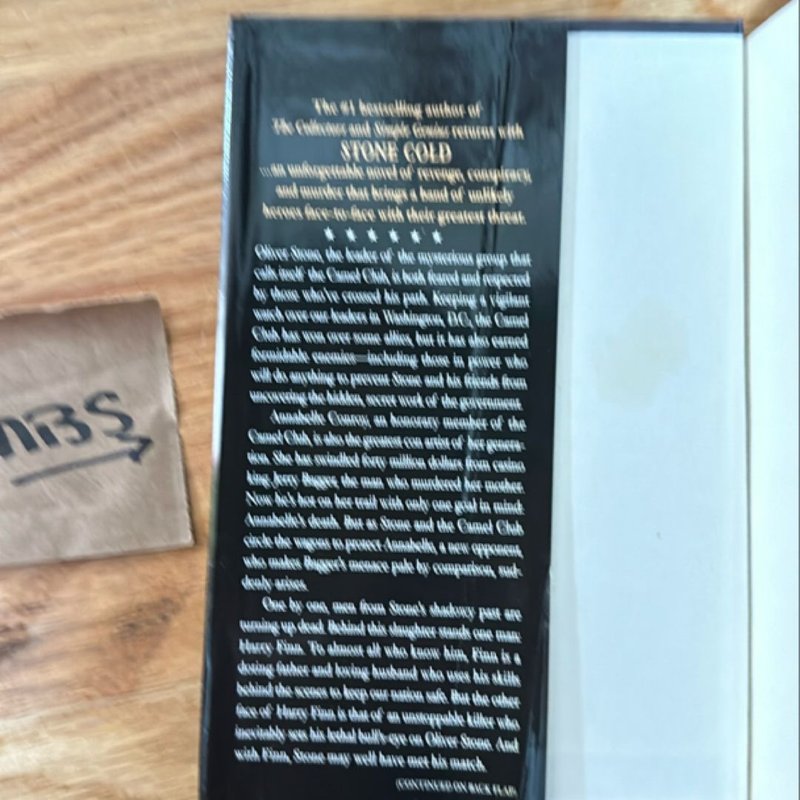 The #1 bestselling author of
The Collectors and Simple Genius returns with
STONE COLD
...an unforgettable novel of revenge, conspiracy,
and murder that brings a band of unlikely
heroes face-to-face with their greatest threat.
Oliver Stone, the leader of the mysterious group that
calls itself the Camel Club, is both feared and respected
by those who've crossed his path. Keeping a vigilant
watch over our leaders in Washington, D.C., the Camel
Club has won over some allies, but it has also earned
formidable enemies—including those in power who
will do anything to prevent Stone and his friends from
uncovering the hidden, secret work of the government.
Annabelle Conroy, an honorary member of the
Camel Club, is also the greatest con artist of her genera-
tion. She has swindled forty million dollars from casino
king Jerry Bagger, the man who murdered her mother.
Now he's hot on her trail with only one goal in mind:
Annabelle's death. But as Stone and the Camel Club
circle the wagons to protect Annabelle, a new opponent,
who makes Bagger's menace pale by comparison, sud-
denly arises.
One by one, men from Stone's shadowy past are
turning up dead. Behind this slaughter stands one man:
Harry Finn. To almost all who know him, Finn is a
doting father and loving husband who uses his skills
behind the scenes to keep our nation safe. But the other
face of Harry Finn is that of an unstoppable killer who
inevitably sets his lethal bull's-eye on Oliver Stone. And
with Finn, Stone may well have met his match.
CONTINUED ON BACK FLAP